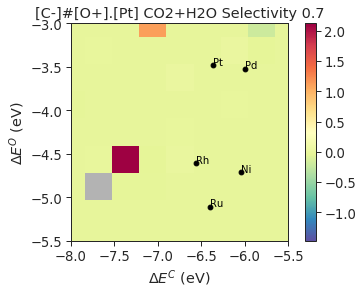 [C-]#[O+].[Pt] CO2+H2O Selectivity 0.7
−3.0
−3.5
−4.0
−4.5
−5.0
−5.5
ΔE^O (eV)
Pt
Pd
Rh
Ni
Ru
−8.0 −7.5 −7.0 −6.5 −6.0 −5.5
ΔE^C (eV)
2.0
1.5
1.0
0.5
0.0
−0.5
−1.0